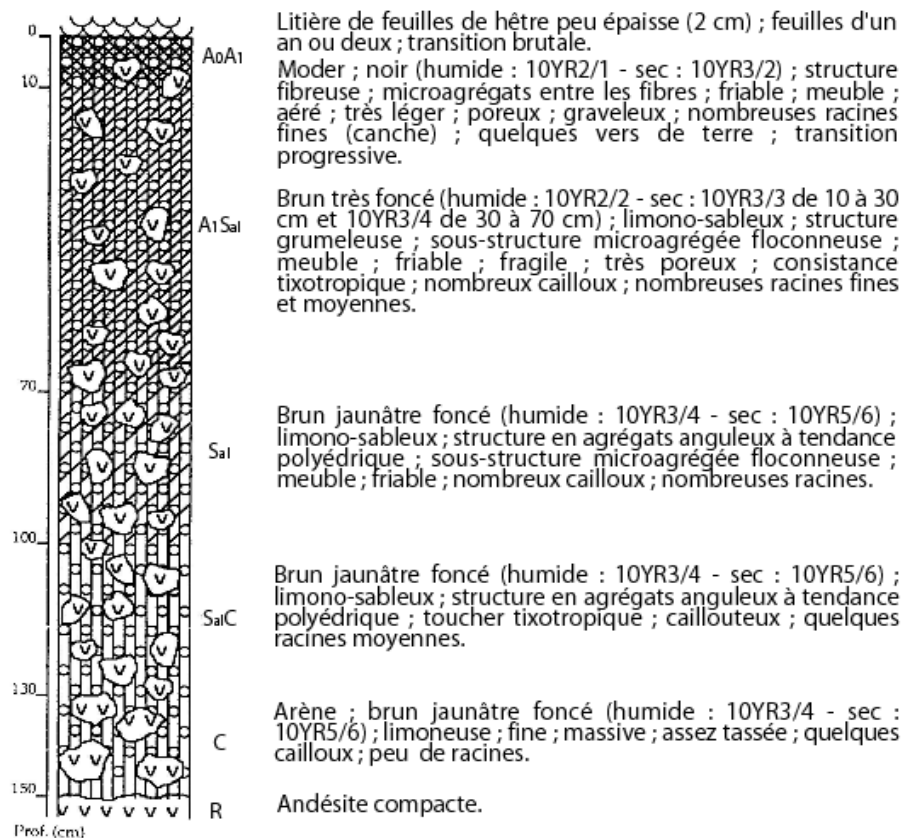 Litière de feuilles de hêtre peu épaisse (2 cm) ; feuilles d'un
an ou deux ; transition brutale.
0
A0A1
Moder ; noir (humide : 10YR2/1 - sec : 10YR3/2) ; structure
fibreuse ; microagrégats entre les fibres ; friable ; meuble ;
aéré ; très léger ; poreux ; graveleux ; nombreuses racines
fines (canche) ; quelques vers de terre ; transition
progressive.
10
Brun très foncé (humide : 10YR2/2 - sec : 10YR3/3 de 10 à 30
cm et 10YR3/4 de 30 à 70 cm) ; limono-sableux ; structure
grumeleuse ; sous-structure microagrégée floconneuse ;
meuble ; friable ; fragile ; très poreux ; consistance
tixotropique ; nombreux cailloux ; nombreuses racines fines
et moyennes.
A1Sal
70
Brun jaunâtre foncé (humide : 10YR3/4 - sec : 10YR5/6) ;
limono-sableux ; structure en agrégats anguleux à tendance
polyédrique ; sous-structure microagrégée floconneuse ;
meuble ; friable ; nombreux cailloux ; nombreuses racines.
Sal
100
Brun jaunâtre foncé (humide : 10YR3/4 - sec : 10YR5/6) ;
limono-sableux ; structure en agrégats anguleux à tendance
polyédrique ; toucher tixotropique ; caillouteux ; quelques
racines moyennes.
SalC
130
Arène ; brun jaunâtre foncé (humide : 10YR3/4 - sec :
10YR5/6) ; limoneuse ; fine ; massive ; assez tassée ; quelques
cailloux ; peu de racines.
C
150
R
Andésite compacte.
Prof. (cm)